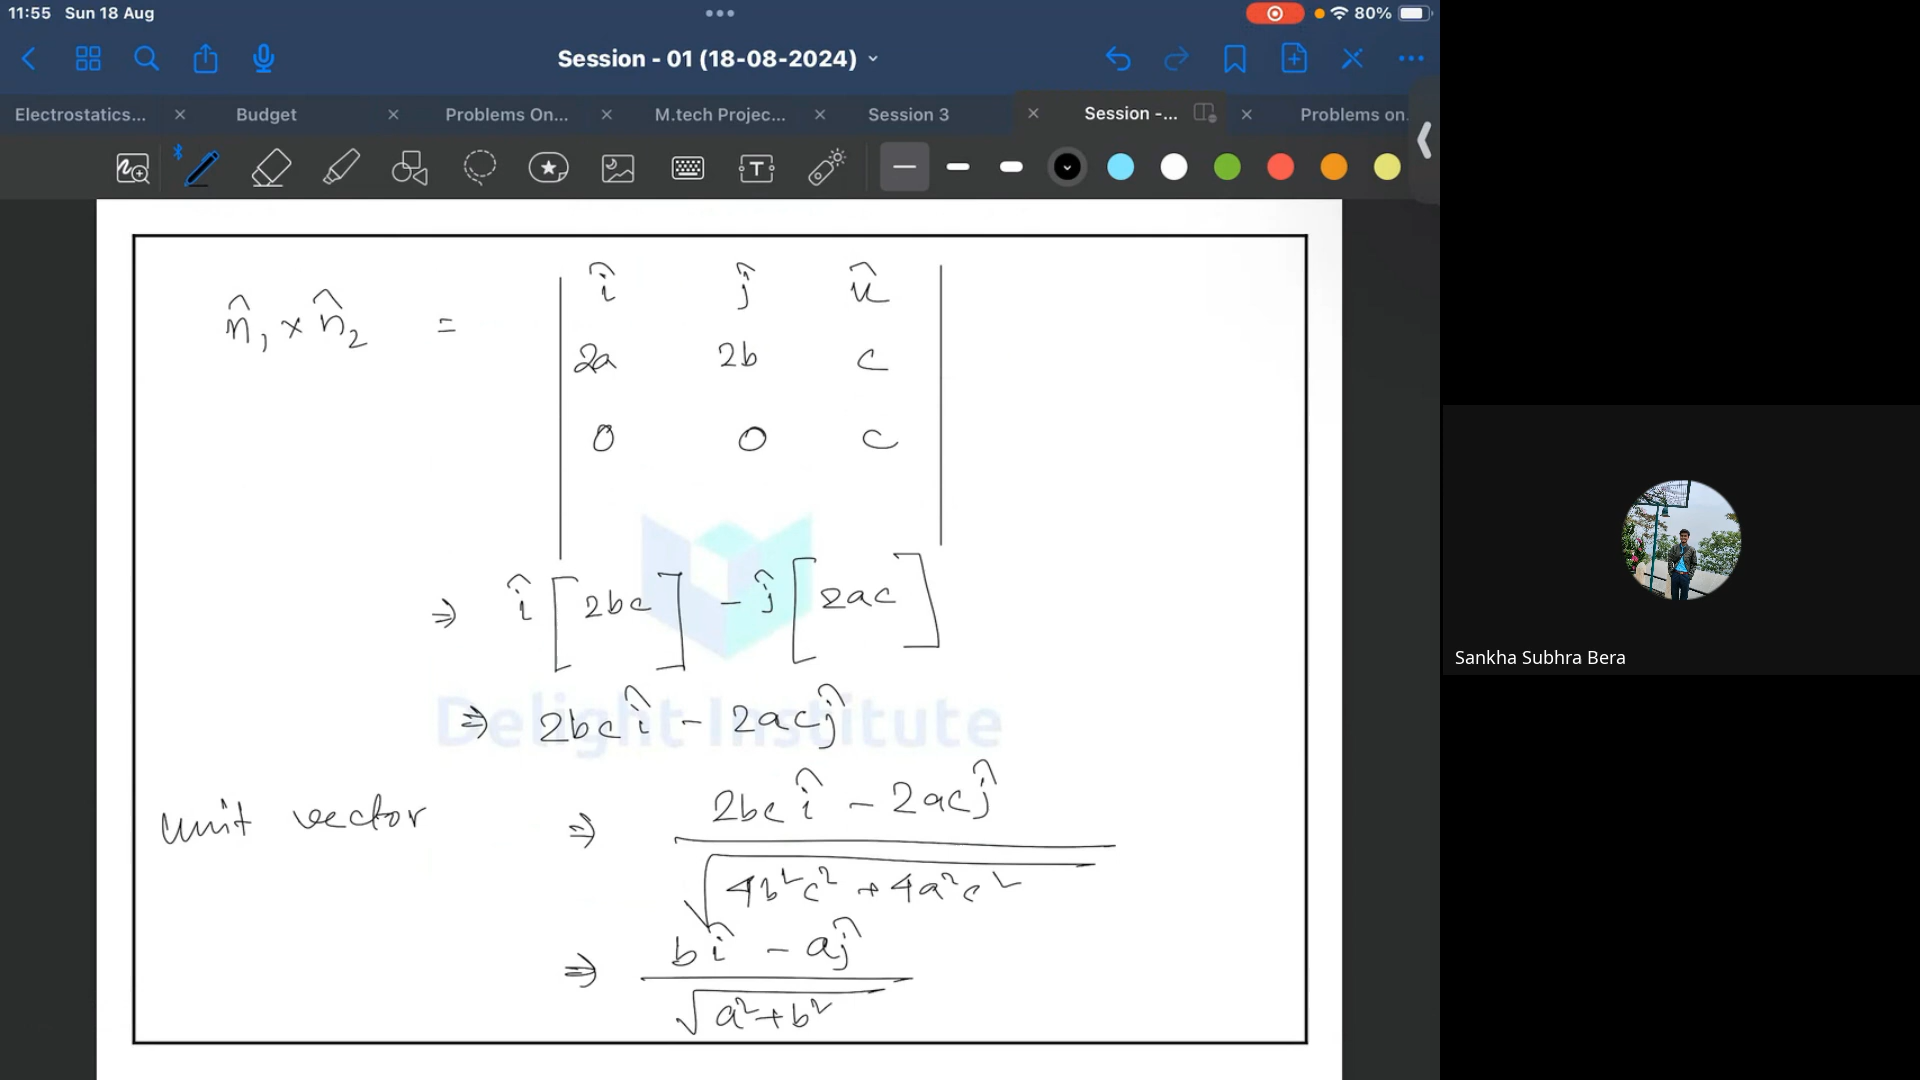 11:55 Sun 18 Aug
80%
Session - 01 (18-08-2024)
Electrostatics... Budget Problems On... M.tech Projec... Session 3 Session -... Problems on.
î ĵ k̂
n̂₁ × n̂₂ =
2a 2b c
0 0 c
⇒ î [2bc] - ĵ [2ac]
⇒ 2bc î - 2ac ĵ
Delight Institute
unit vector ⇒ (2bc î - 2ac ĵ) / √(4b²c² + 4a²c²)
⇒ (b î - a ĵ) / √(a²+b²)
Sankha Subhra Bera